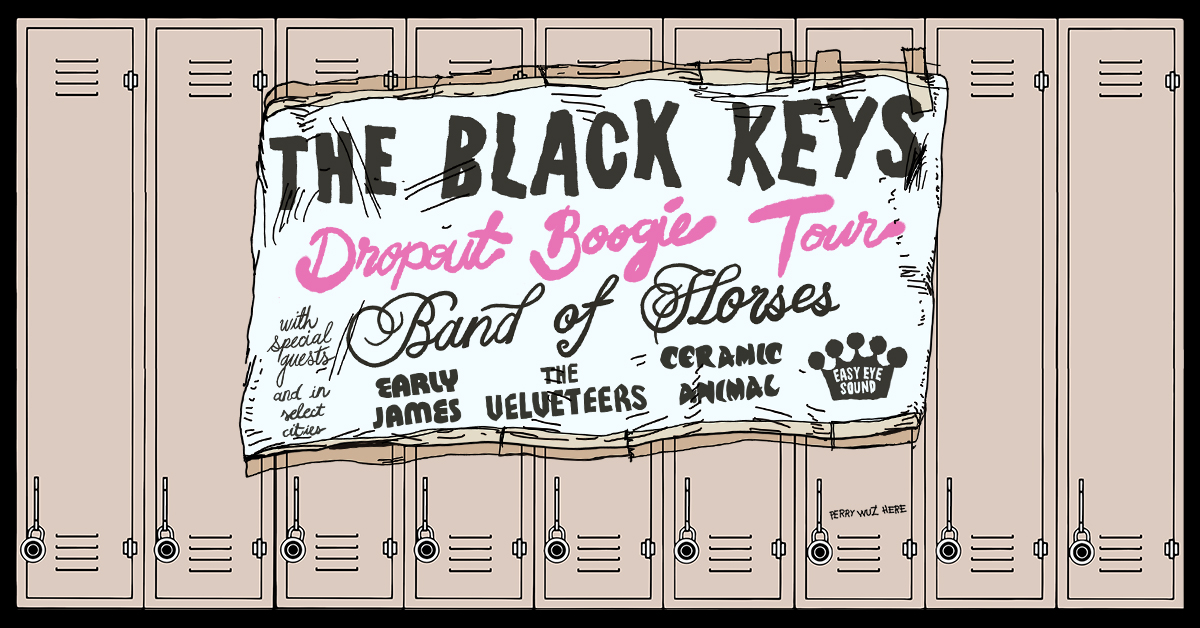 THE BLACK KEYS
Dropout Boogie Tour
with
special
guests
Band of Horses
and in
select
cities
EARLY
JAMES
THE
VELVETEERS
CERAMIC
ANIMAL
EASY EYE
SOUND
PERRY WUZ HERE